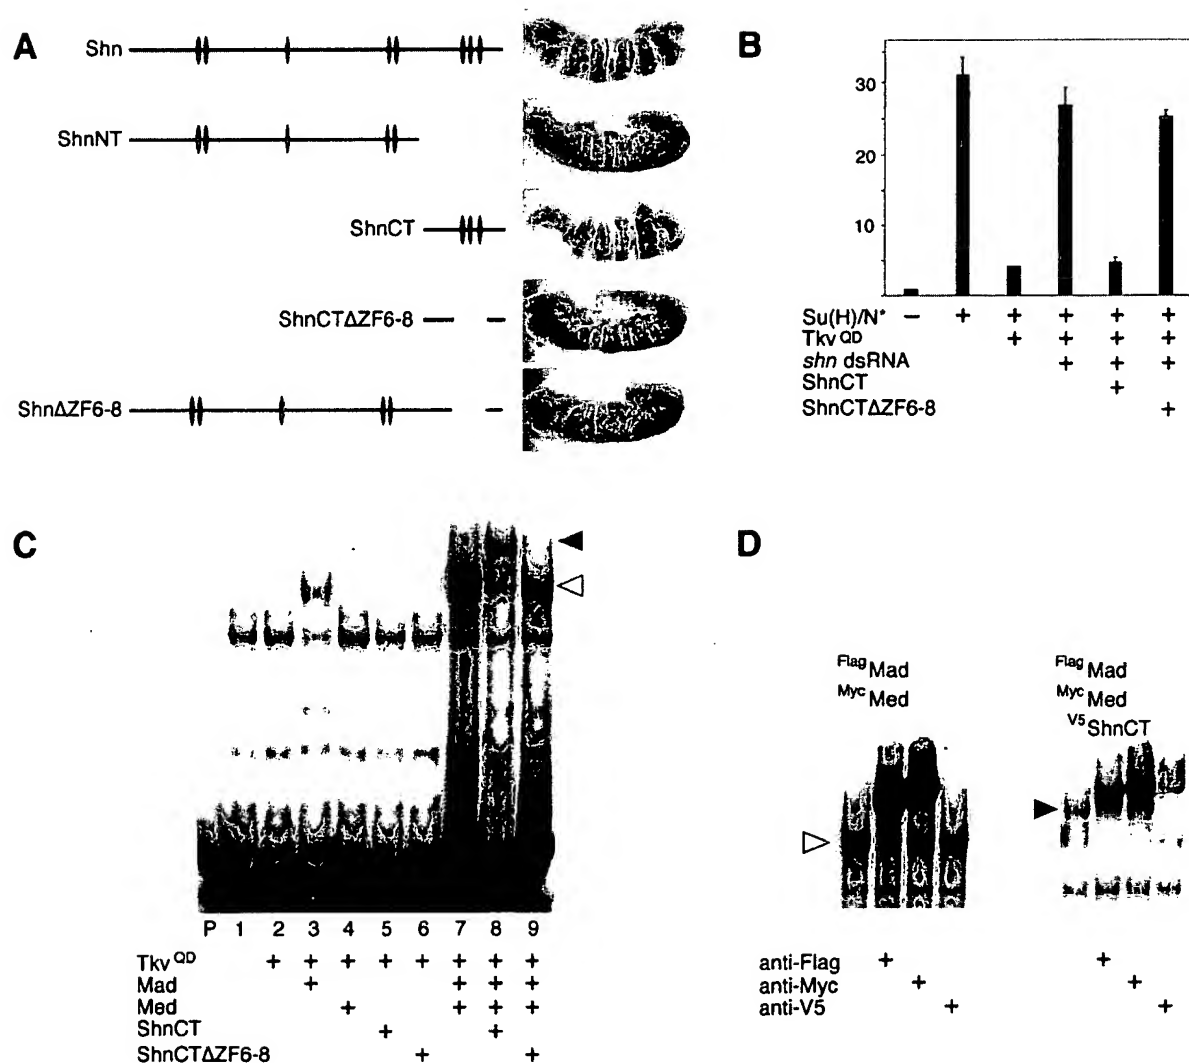 A
Shn
ShnNT
ShnCT
ShnCTΔZF6-8
ShnΔZF6-8
B
30
20
10
Su(H)/N* − + + + + +
Tkv QD + + + +
shn dsRNA + + +
ShnCT +
ShnCTΔZF6-8 +
C
P 1 2 3 4 5 6 7 8 9
Tkv QD + + + + + + + +
Mad + + + +
Med + + + +
ShnCT + +
ShnCTΔZF6-8 + +
D
Flag Mad
Myc Med
Flag Mad
Myc Med
V5 ShnCT
anti-Flag + +
anti-Myc + +
anti-V5 + +